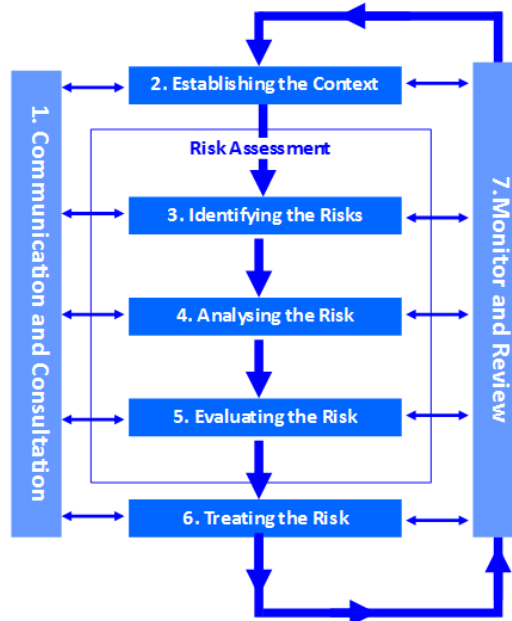 1. Communication and Consultation
2. Establishing the Context
Risk Assessment
3. Identifying the Risks
4. Analysing the Risk
5. Evaluating the Risk
6. Treating the Risk
7.Monitor and Review